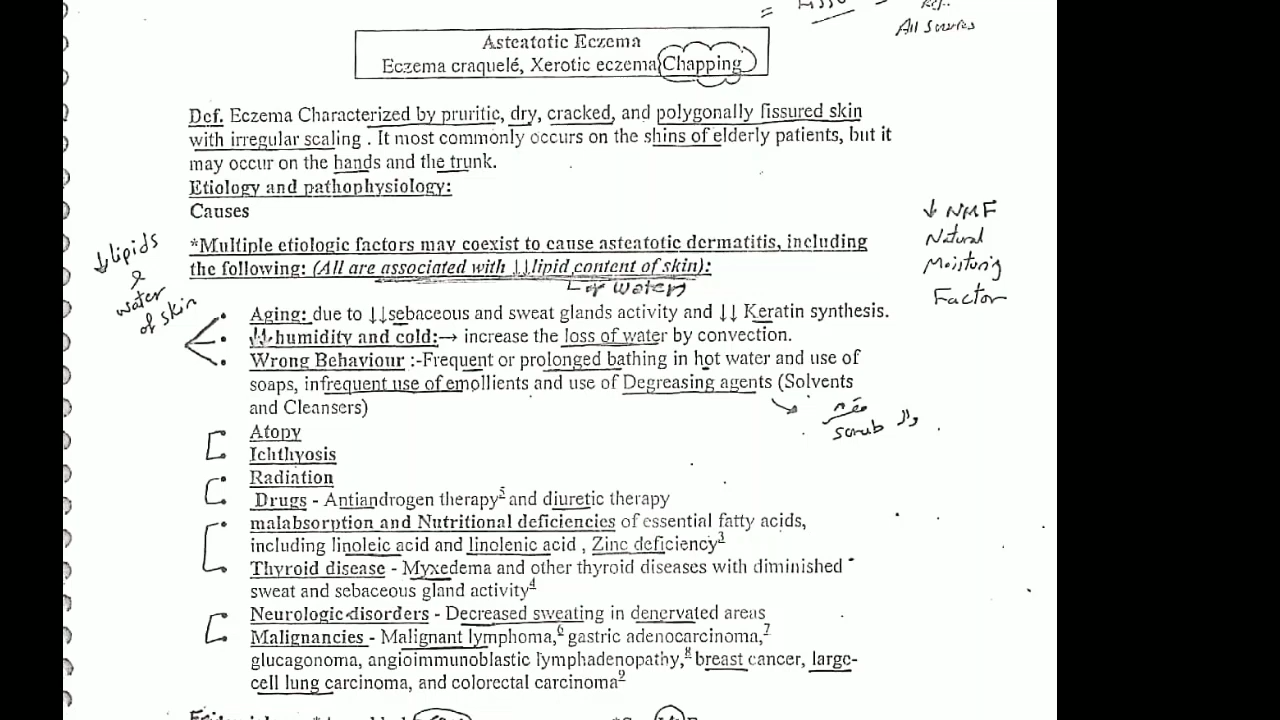 All Surfaces
Asteatotic Eczema
Eczema craquelé, Xerotic eczema Chapping
Def. Eczema Characterized by pruritic, dry, cracked, and polygonally fissured skin
with irregular scaling . It most commonly occurs on the shins of elderly patients, but it
may occur on the hands and the trunk.
Etiology and pathophysiology:
Causes
*Multiple etiologic factors may coexist to cause asteatotic dermatitis, including
the following: (All are associated with ↓↓lipid content of skin):
or water
↓ NMF
Natural
Moisturing
Factor
↓lipids
&
water
of skin
• Aging: due to ↓↓sebaceous and sweat glands activity and ↓↓ Keratin synthesis.
• ↓↓humidity and cold:→ increase the loss of water by convection.
• Wrong Behaviour :-Frequent or prolonged bathing in hot water and use of
soaps, infrequent use of emollients and use of Degreasing agents (Solvents
and Cleansers)
scrub وال
• Atopy
• Ichthyosis
• Radiation
• Drugs - Antiandrogen therapy5 and diuretic therapy
• malabsorption and Nutritional deficiencies of essential fatty acids,
including linoleic acid and linolenic acid , Zinc deficiency3
• Thyroid disease - Myxedema and other thyroid diseases with diminished
sweat and sebaceous gland activity4
• Neurologic disorders - Decreased sweating in denervated areas
• Malignancies - Malignant lymphoma,6 gastric adenocarcinoma,7
glucagonoma, angioimmunoblastic lymphadenopathy,8 breast cancer, large-
cell lung carcinoma, and colorectal carcinoma9